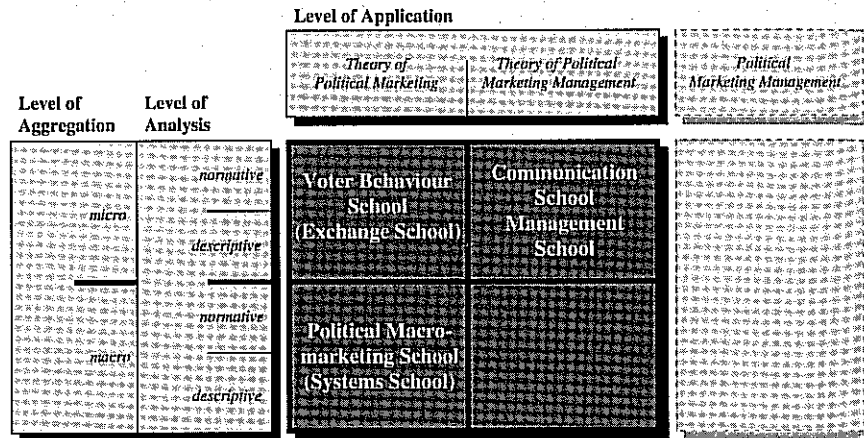 Level of Application
Theory of
Political Marketing
Theory of Political
Marketing Management
Political
Marketing Management
Level of
Aggregation
Level of
Analysis
micro
macro
normative
descriptive
normative
descriptive
Voter Behaviour
School
(Exchange School)
Communication
School
Management
School
Political Macro-
marketing School
(Systems School)